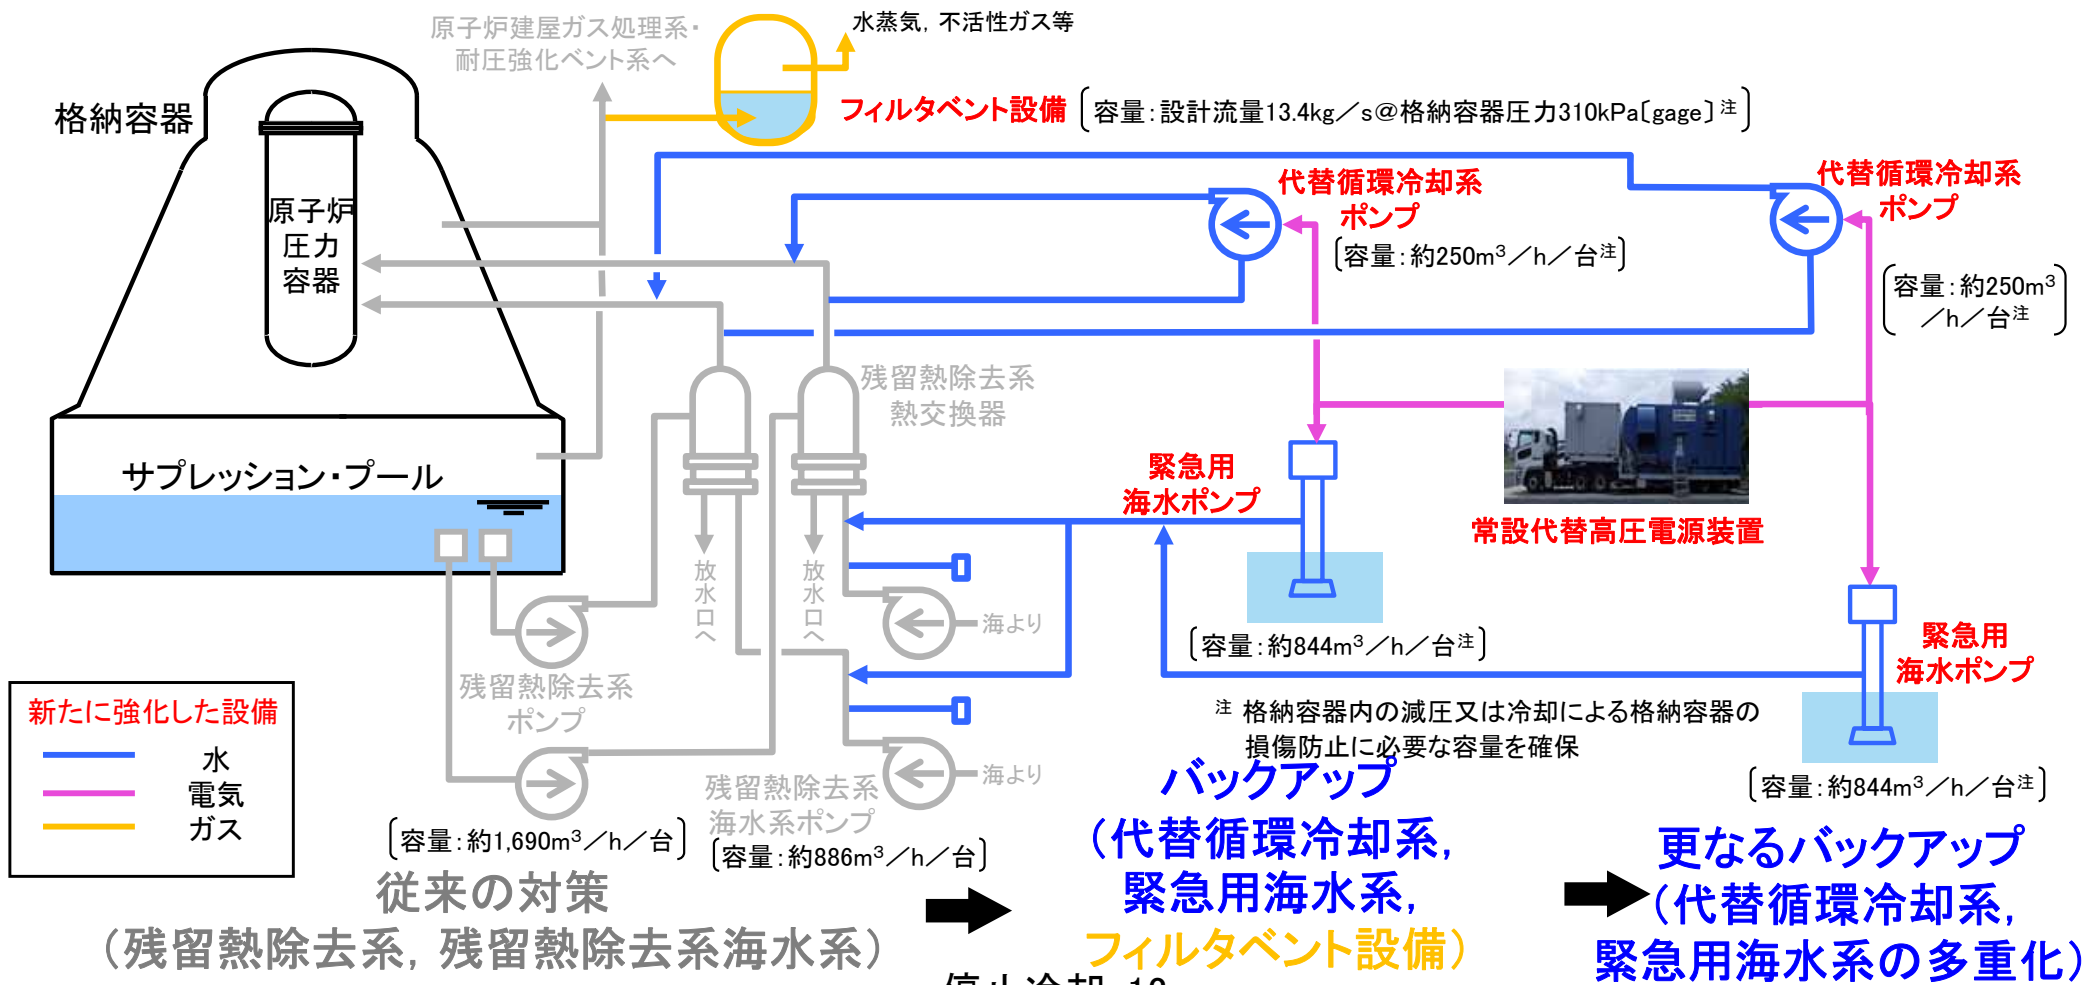 原子炉建屋ガス処理系・
耐圧強化ベント系へ
水蒸気，不活性ガス等
格納容器
フィルタベント設備
〔容量：設計流量13.4kg／s＠格納容器圧力310kPa〔gage〕注〕
原子炉
圧力
容器
代替循環冷却系
ポンプ
〔容量：約250m³／h／台注〕
代替循環冷却系
ポンプ
〔容量：約250m³
／h／台注〕
残留熱除去系
熱交換器
サプレッション・プール
緊急用
海水ポンプ
常設代替高圧電源装置
放水口へ
放水口へ
海より
〔容量：約844m³／h／台注〕
緊急用
海水ポンプ
残留熱除去系
ポンプ
新たに強化した設備
水
電気
ガス
注 格納容器内の減圧又は冷却による格納容器の
損傷防止に必要な容量を確保
海より
残留熱除去系
海水系ポンプ
〔容量：約844m³／h／台注〕
〔容量：約1,690m³／h／台〕
〔容量：約886m³／h／台〕
従来の対策
（残留熱除去系，残留熱除去系海水系）
バックアップ
（代替循環冷却系，
緊急用海水系，
フィルタベント設備）
更なるバックアップ
（代替循環冷却系，
緊急用海水系の多重化）